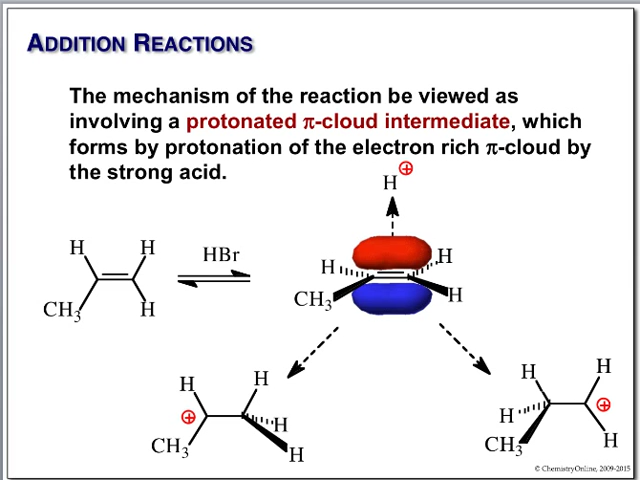 ADDITION REACTIONS
The mechanism of the reaction be viewed as
involving a protonated π-cloud intermediate, which
forms by protonation of the electron rich π-cloud by
the strong acid.
H⊕
H H
HBr
CH₃ H
H H
CH₃ H
H H
⊕ H
CH₃ H
H H
H ⊕
CH₃ H
© ChemistryOnline, 2009-2015